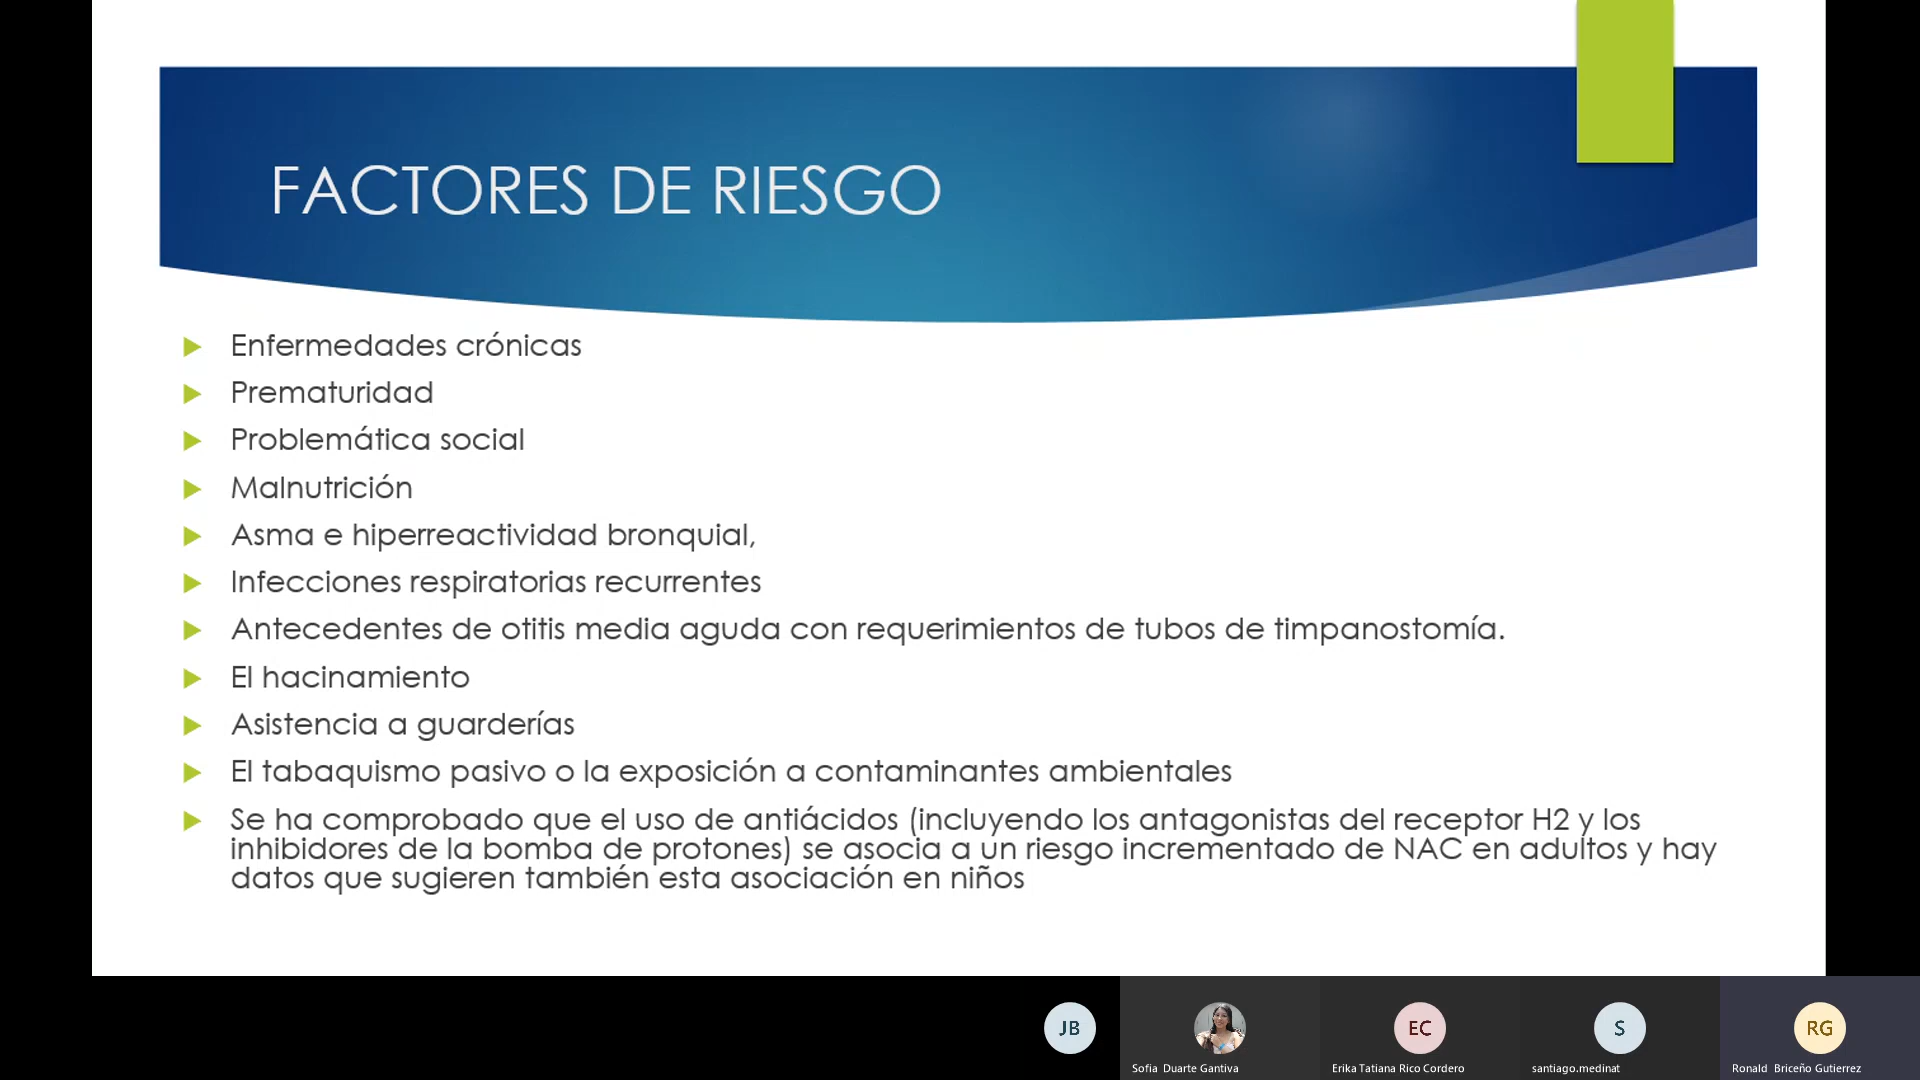 FACTORES DE RIESGO
Enfermedades crónicas
Prematuridad
Problemática social
Malnutrición
Asma e hiperreactividad bronquial,
Infecciones respiratorias recurrentes
Antecedentes de otitis media aguda con requerimientos de tubos de timpanostomía.
El hacinamiento
Asistencia a guarderías
El tabaquismo pasivo o la exposición a contaminantes ambientales
Se ha comprobado que el uso de antiácidos (incluyendo los antagonistas del receptor H2 y los
inhibidores de la bomba de protones) se asocia a un riesgo incrementado de NAC en adultos y hay
datos que sugieren también esta asociación en niños
JB
EC
S
RG
Sofia Duarte Gantiva
Erika Tatiana Rico Cordero
santiago.medinat
Ronald Briceño Gutierrez